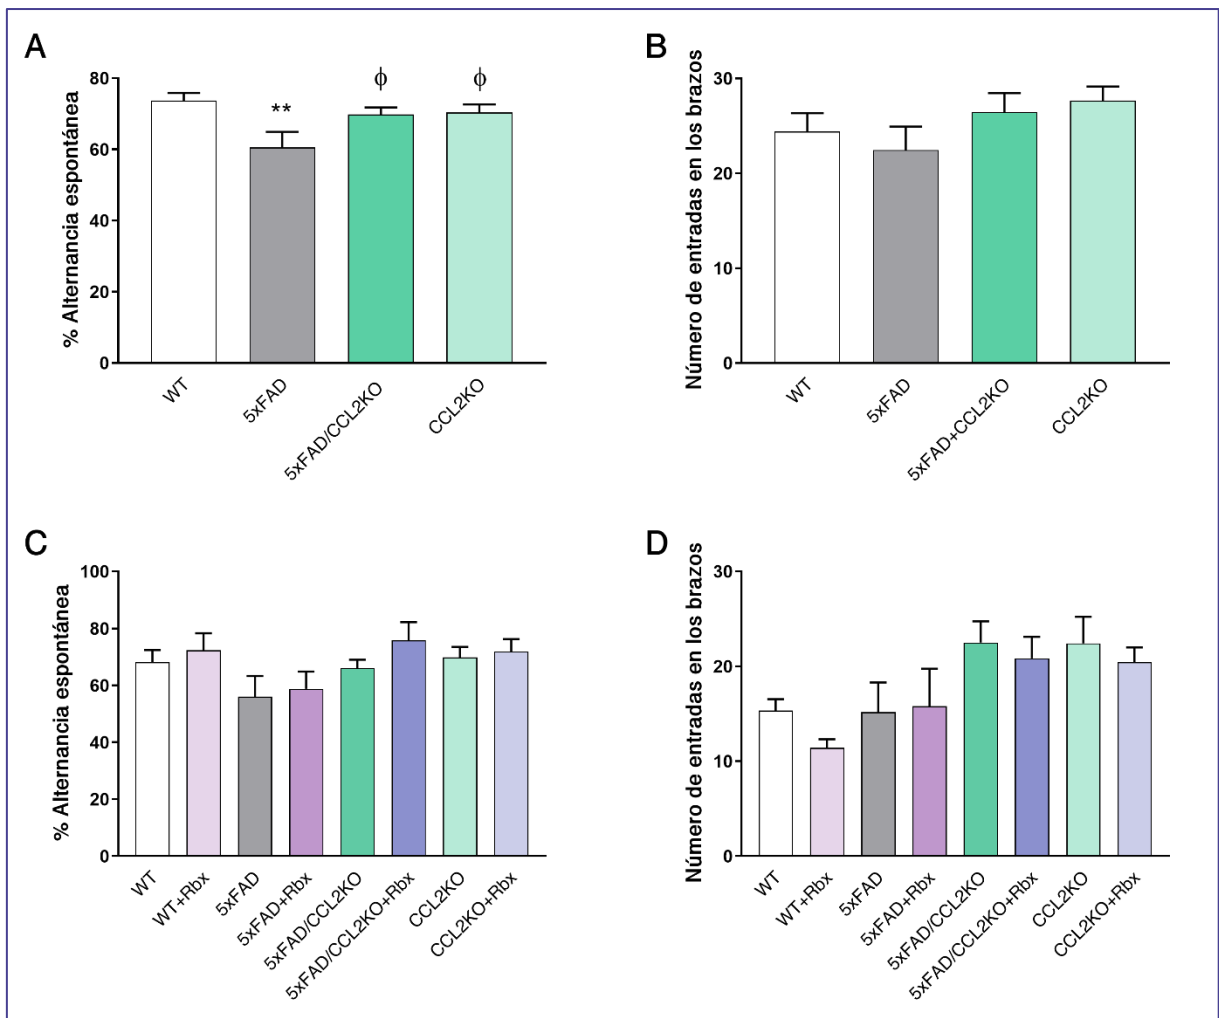 A
% Alternancia espontánea
80
60
40
20
0
**
ϕ
ϕ
WT
5xFAD
5xFAD/CCL2KO
CCL2KO
B
Número de entradas en los brazos
30
20
10
0
WT
5xFAD
5xFAD+CCL2KO
CCL2KO
C
% Alternancia espontánea
100
80
60
40
20
0
WT
WT+Rbx
5xFAD
5xFAD+Rbx
5xFAD/CCL2KO
5xFAD/CCL2KO+Rbx
CCL2KO
CCL2KO+Rbx
D
Número de entradas en los brazos
30
20
10
0
WT
WT+Rbx
5xFAD
5xFAD+Rbx
5xFAD/CCL2KO
5xFAD/CCL2KO+Rbx
CCL2KO
CCL2KO+Rbx